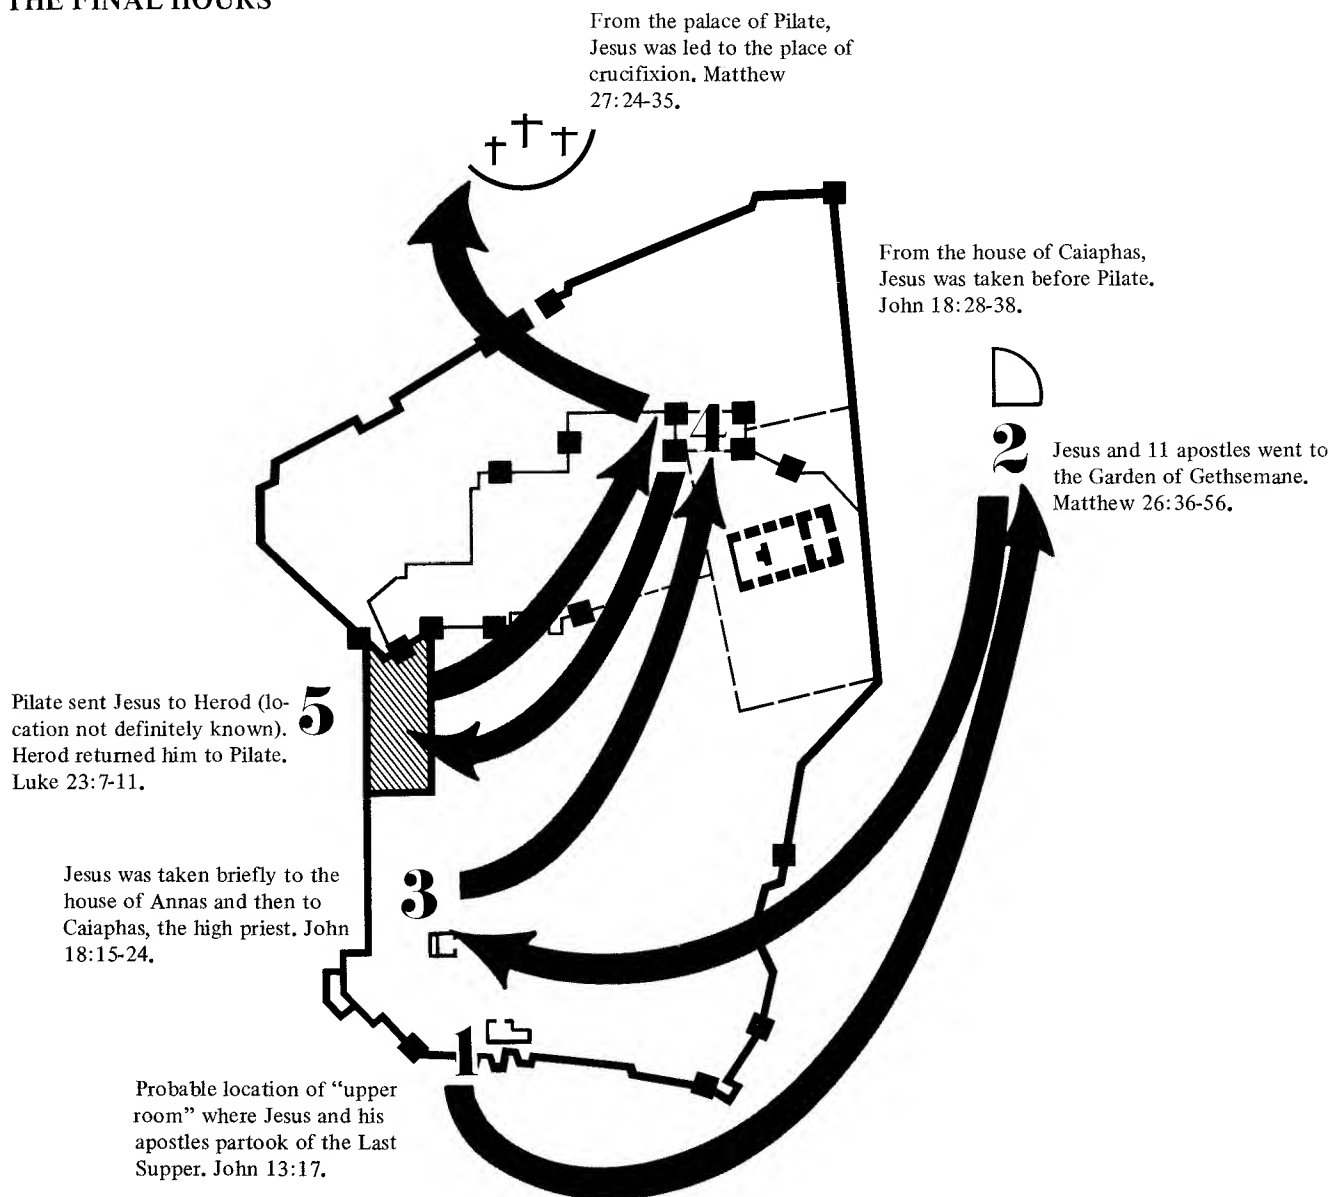 THE FINAL HOURS
From the palace of Pilate,
Jesus was led to the place of
crucifixion. Matthew
27:24-35.
From the house of Caiaphas,
Jesus was taken before Pilate.
John 18:28-38.
4
2
Jesus and 11 apostles went to
the Garden of Gethsemane.
Matthew 26:36-56.
Pilate sent Jesus to Herod (lo-
cation not definitely known).
Herod returned him to Pilate.
Luke 23:7-11.
5
Jesus was taken briefly to the
house of Annas and then to
Caiaphas, the high priest. John
18:15-24.
3
1
Probable location of “upper
room” where Jesus and his
apostles partook of the Last
Supper. John 13:17.